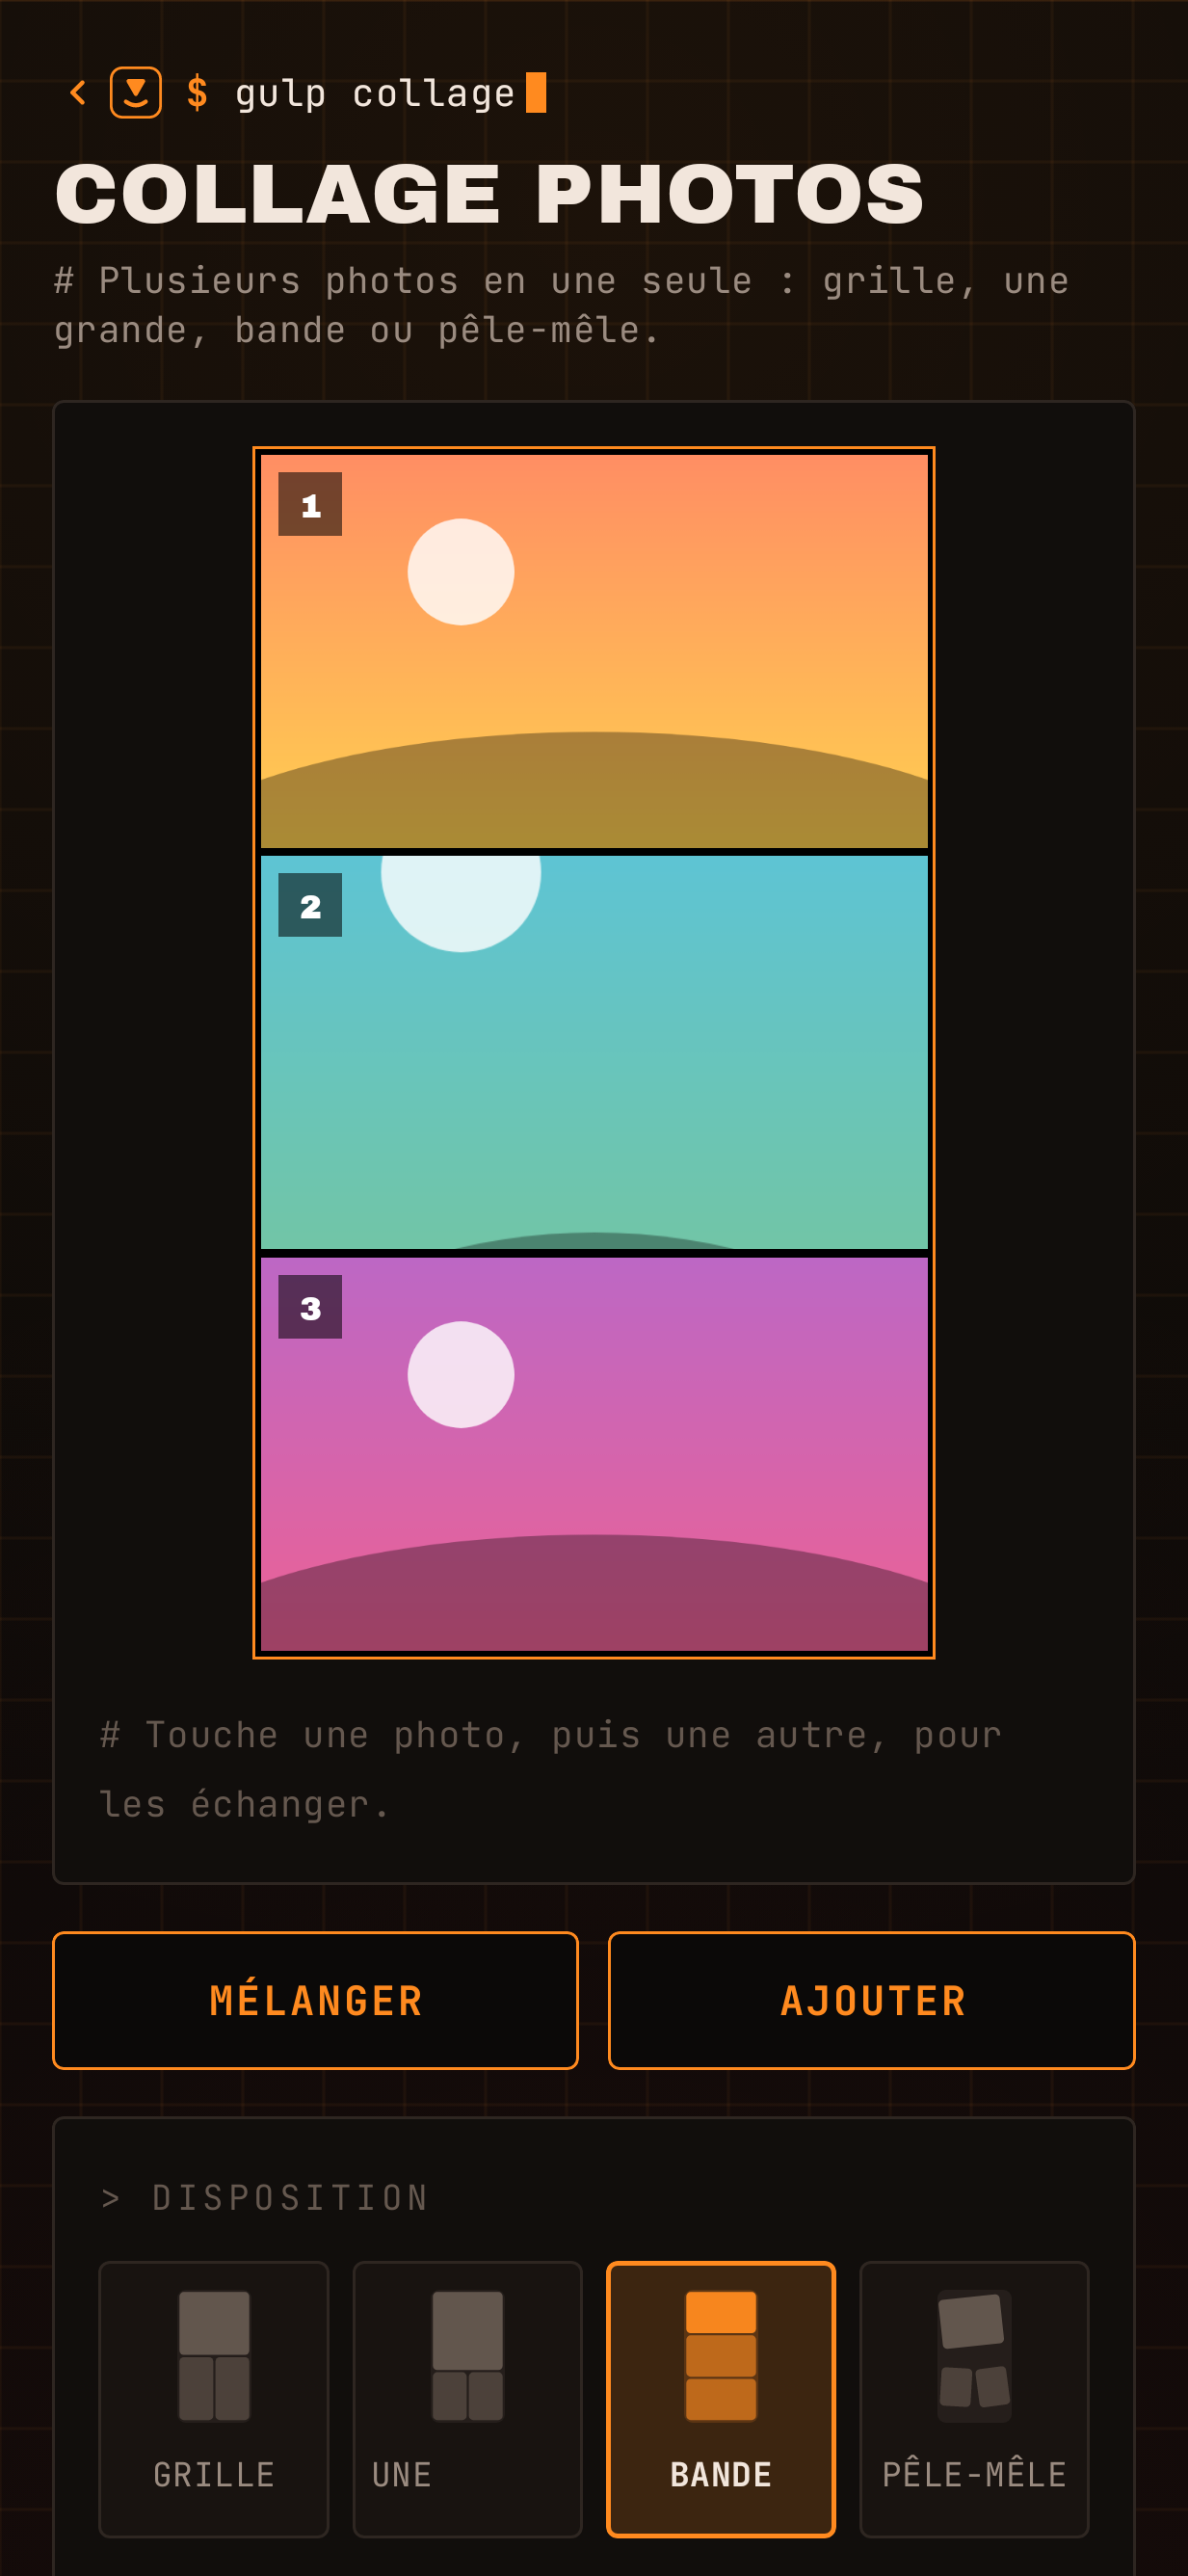 $ gulp collage
COLLAGE PHOTOS
# Plusieurs photos en une seule : grille, une
grande, bande ou pêle-mêle.
1
2
3
# Touche une photo, puis une autre, pour
les échanger.
MÉLANGER
AJOUTER
> DISPOSITION
GRILLE
UNE
BANDE
PÊLE-MÊLE